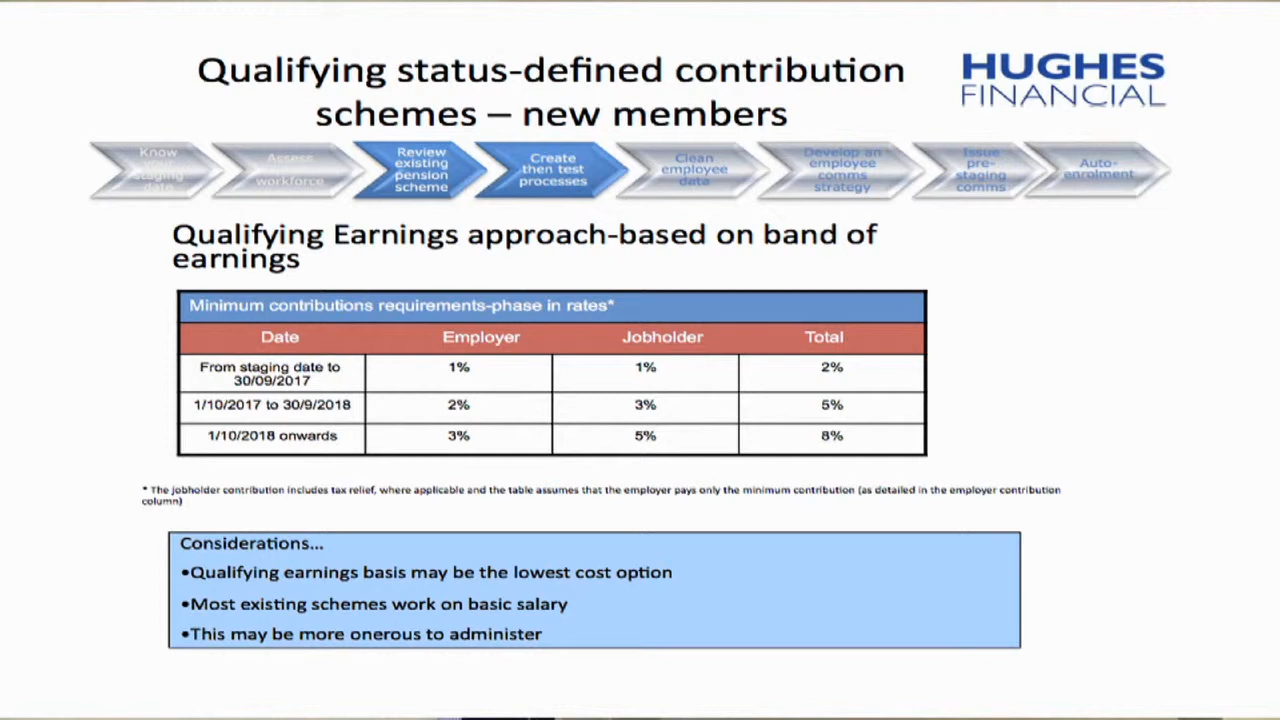 Qualifying status-defined contribution
schemes – new members
HUGHES
FINANCIAL
Know
your
staging
date
Assess
workforce
Review
existing
pension
scheme
Create
then test
processes
Clean
employee
data
Develop an
employee
comms
strategy
Issue
pre-
staging
comms
Auto-
enrolment
Qualifying Earnings approach-based on band of
earnings
Minimum contributions requirements-phase in rates*
Date Employer Jobholder Total
From staging date to
30/09/2017 1% 1% 2%
1/10/2017 to 30/9/2018 2% 3% 5%
1/10/2018 onwards 3% 5% 8%
* The jobholder contribution includes tax relief, where applicable and the table assumes that the employer pays only the minimum contribution (as detailed in the employer contribution
column)
Considerations...
•Qualifying earnings basis may be the lowest cost option
•Most existing schemes work on basic salary
•This may be more onerous to administer